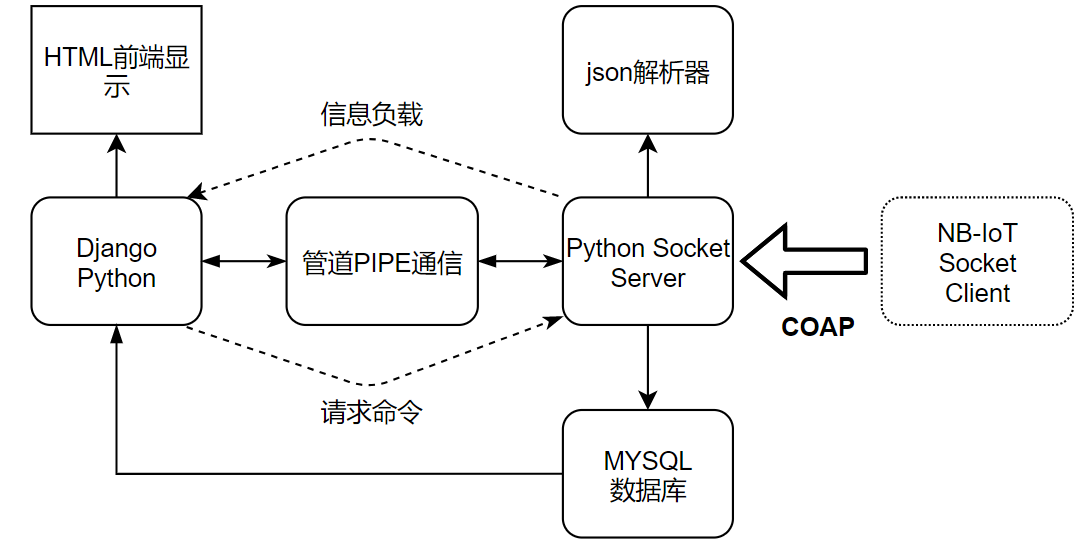 HTML前端显
示
json解析器
信息负载
Django
Python
管道PIPE通信
Python Socket
Server
NB-IoT
Socket
Client
COAP
请求命令
MYSQL
数据库